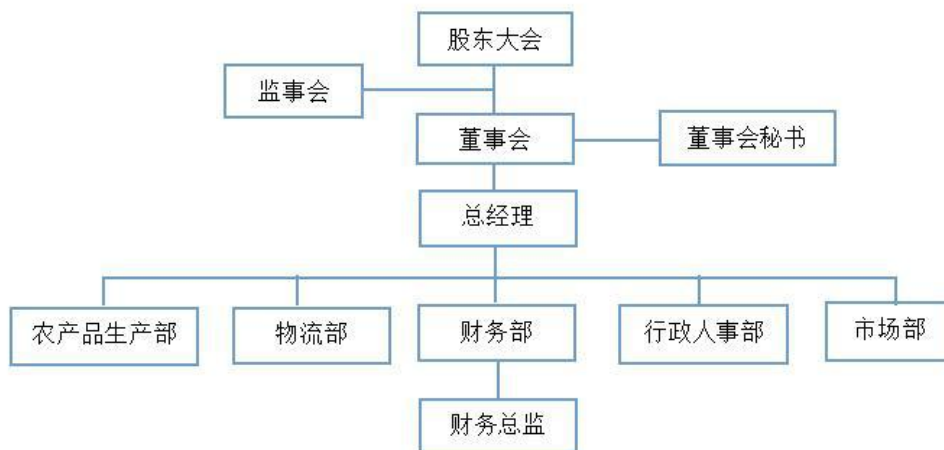 股东大会
监事会
董事会
董事会秘书
总经理
农产品生产部
物流部
财务部
行政人事部
市场部
财务总监